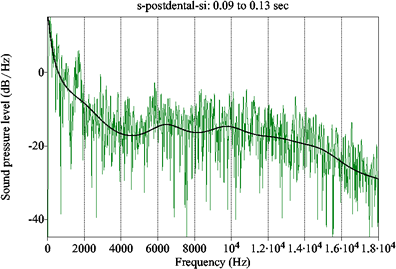 s-postdental-si: 0.09 to 0.13 sec
Sound pressure level (dB / Hz)
0
-20
-40
0 2000 4000 6000 8000 10⁴ 1.2·10⁴ 1.4·10⁴ 1.6·10⁴ 1.8·10⁴
Frequency (Hz)